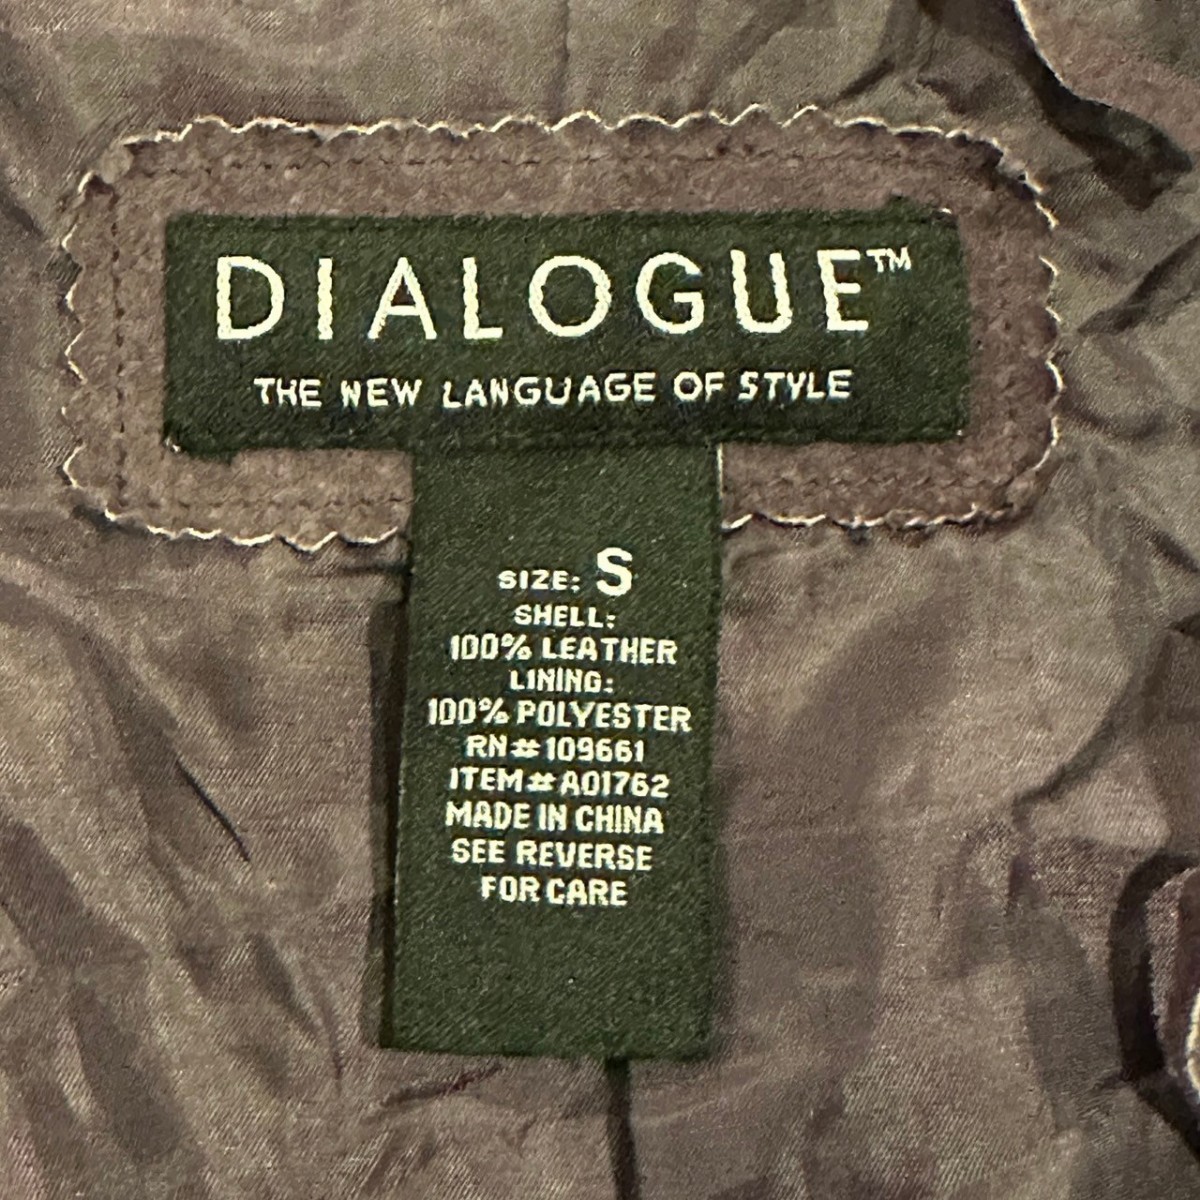 DIALOGUE™
THE NEW LANGUAGE OF STYLE
SIZE: S
SHELL:
100% LEATHER
LINING:
100% POLYESTER
RN#109661
ITEM#A01762
MADE IN CHINA
SEE REVERSE
FOR CARE